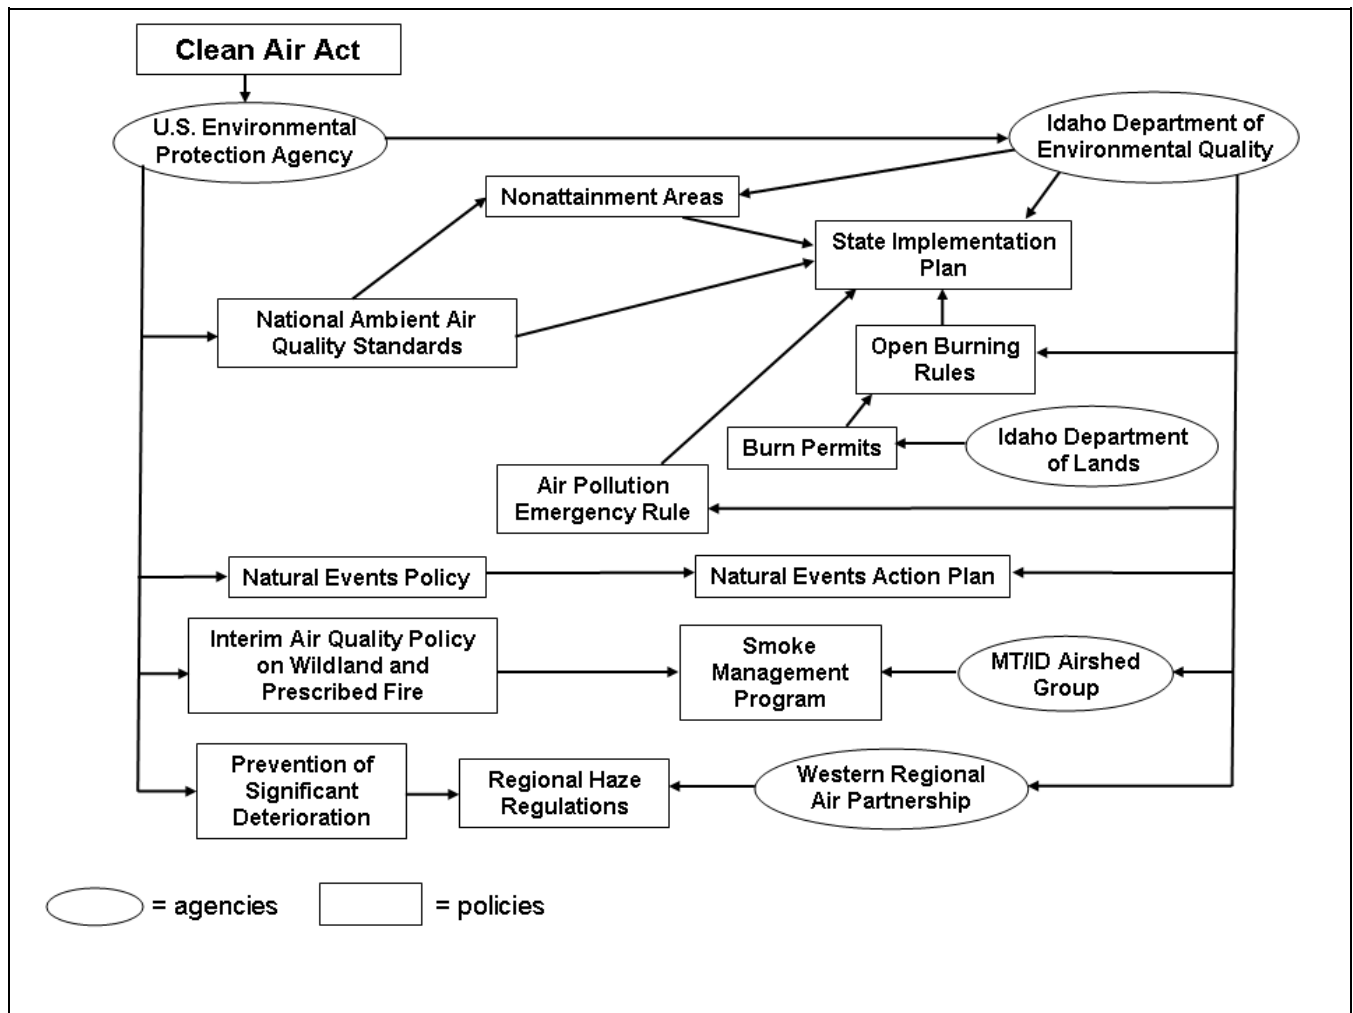 Clean Air Act
U.S. Environmental
Protection Agency
Idaho Department of
Environmental Quality
Nonattainment Areas
State Implementation
Plan
National Ambient Air
Quality Standards
Open Burning
Rules
Burn Permits
Idaho Department
of Lands
Air Pollution
Emergency Rule
Natural Events Policy
Natural Events Action Plan
Interim Air Quality Policy
on Wildland and
Prescribed Fire
Smoke
Management
Program
MT/ID Airshed
Group
Prevention of
Significant
Deterioration
Regional Haze
Regulations
Western Regional
Air Partnership
= agencies
= policies